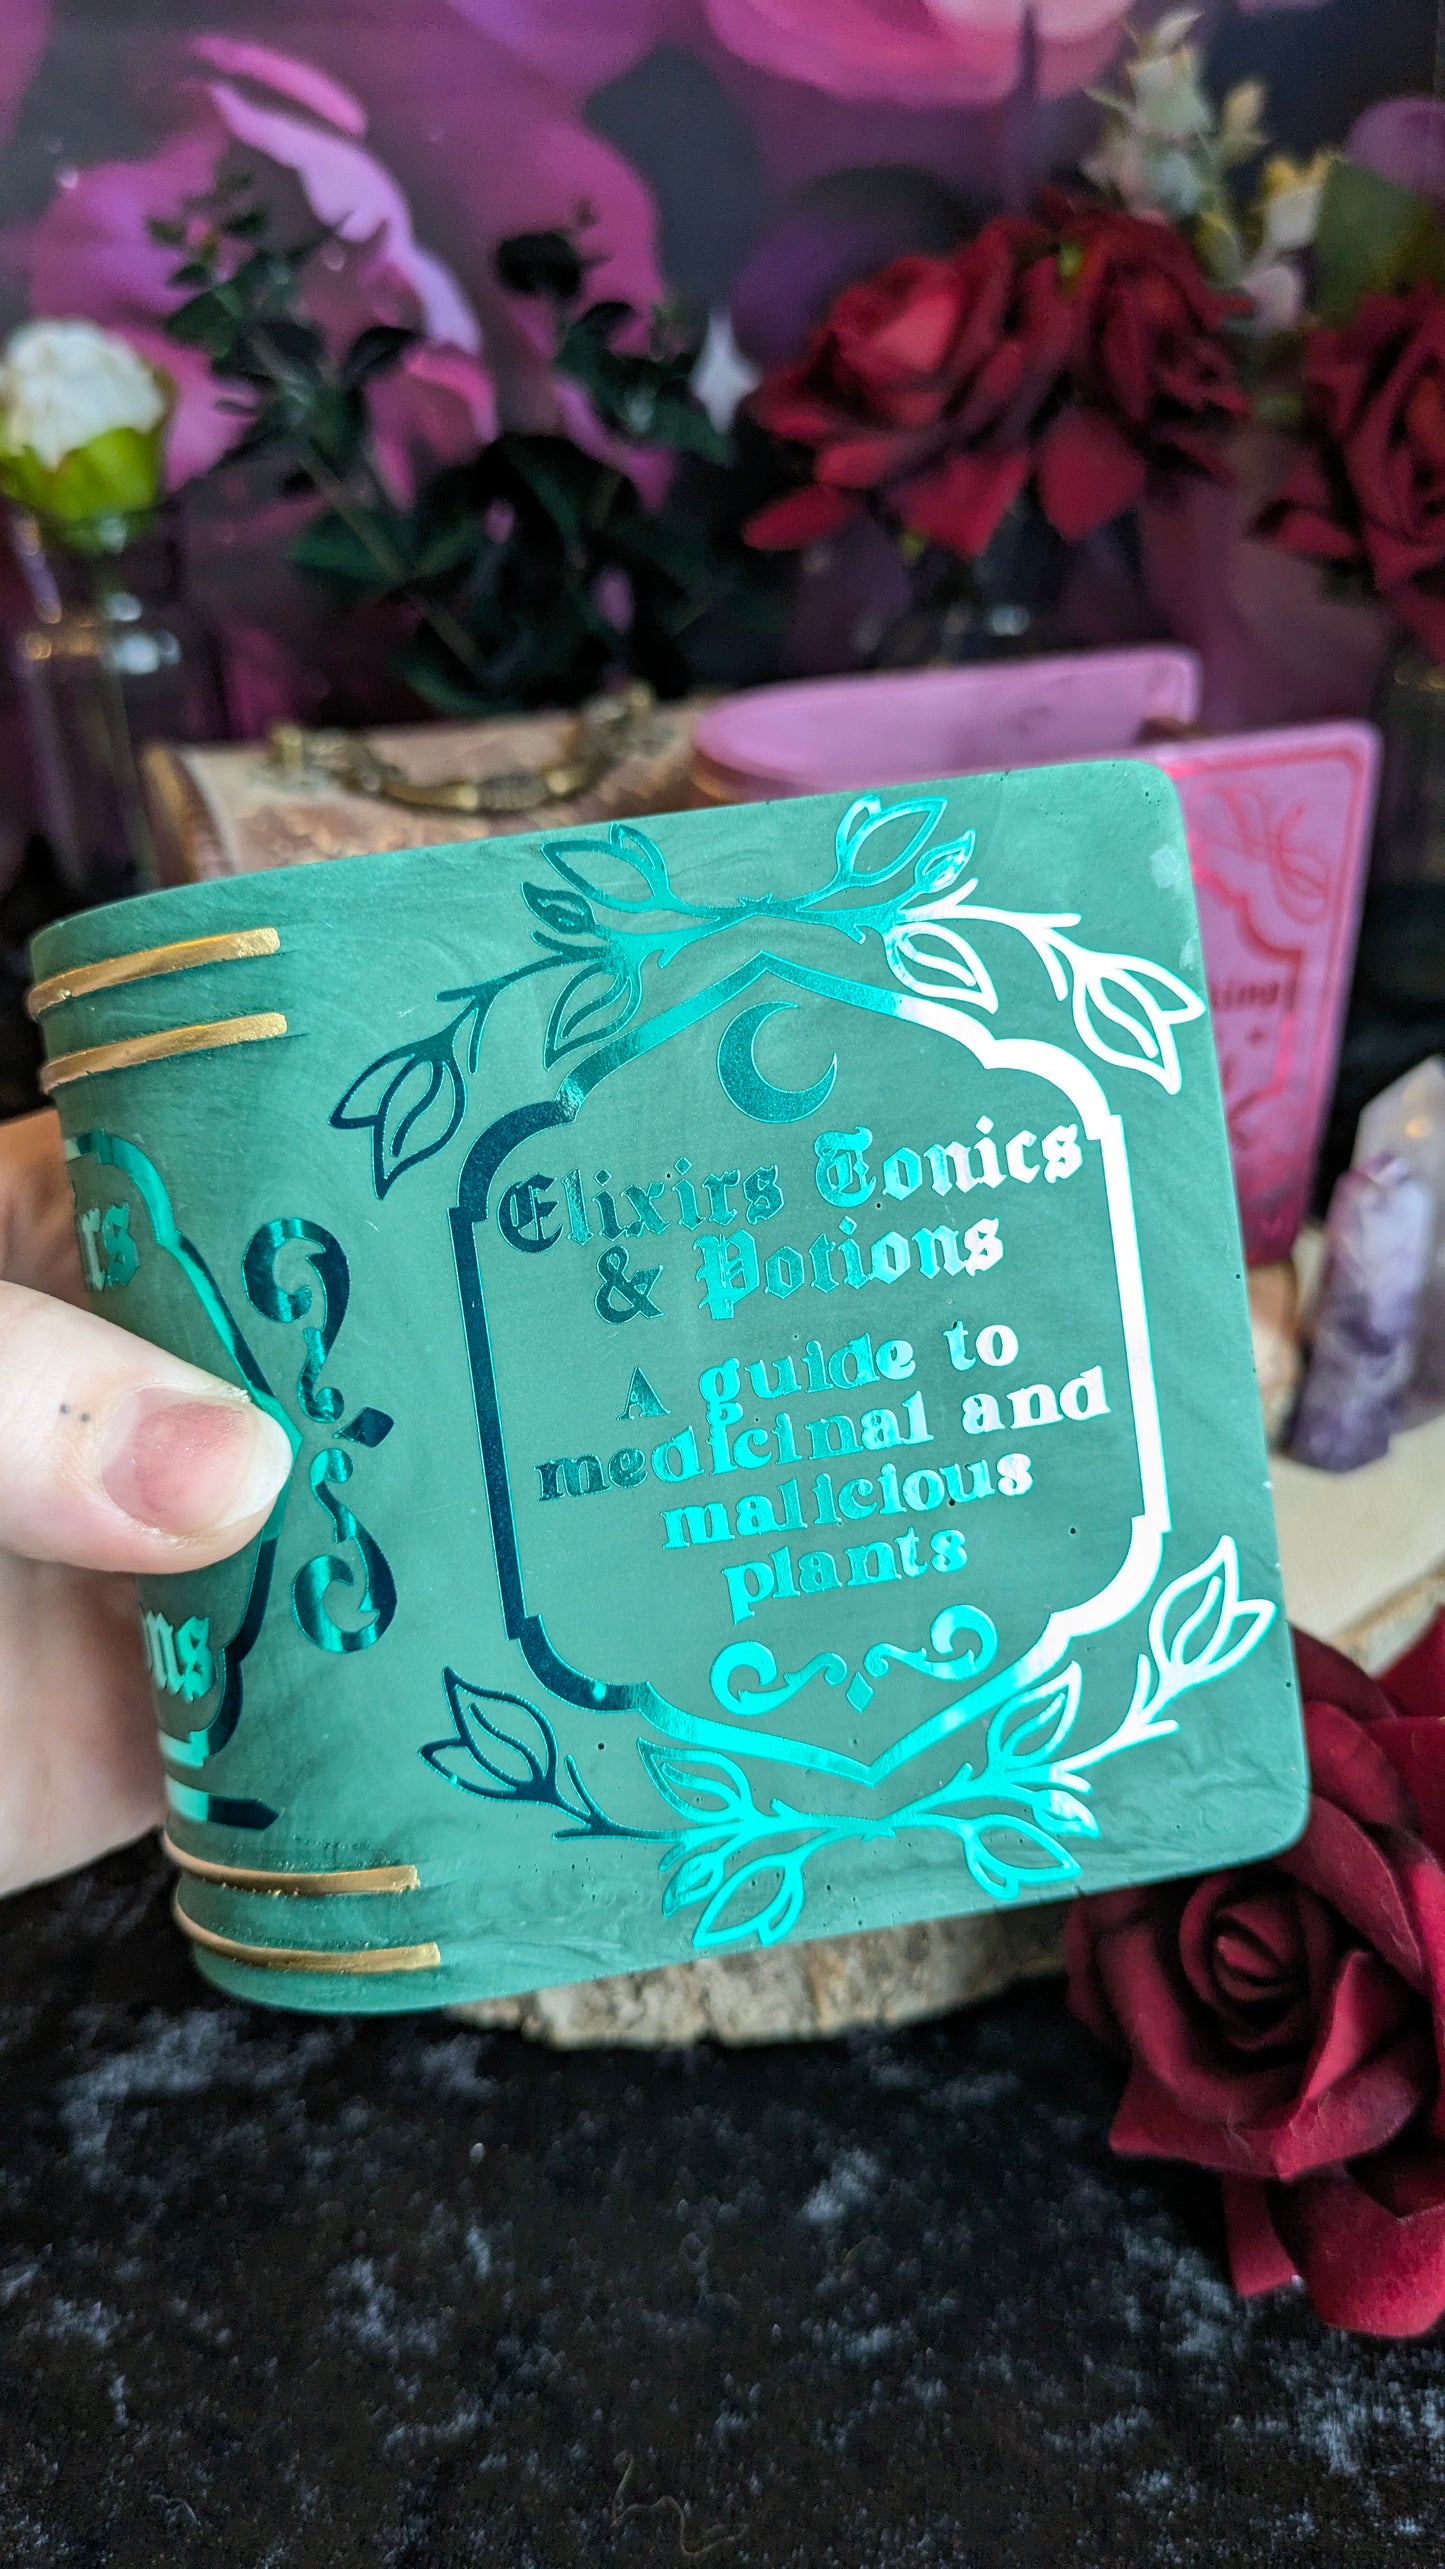 Elixirs Tonics
& Potions
A guide to
medicinal and
malicious
plants